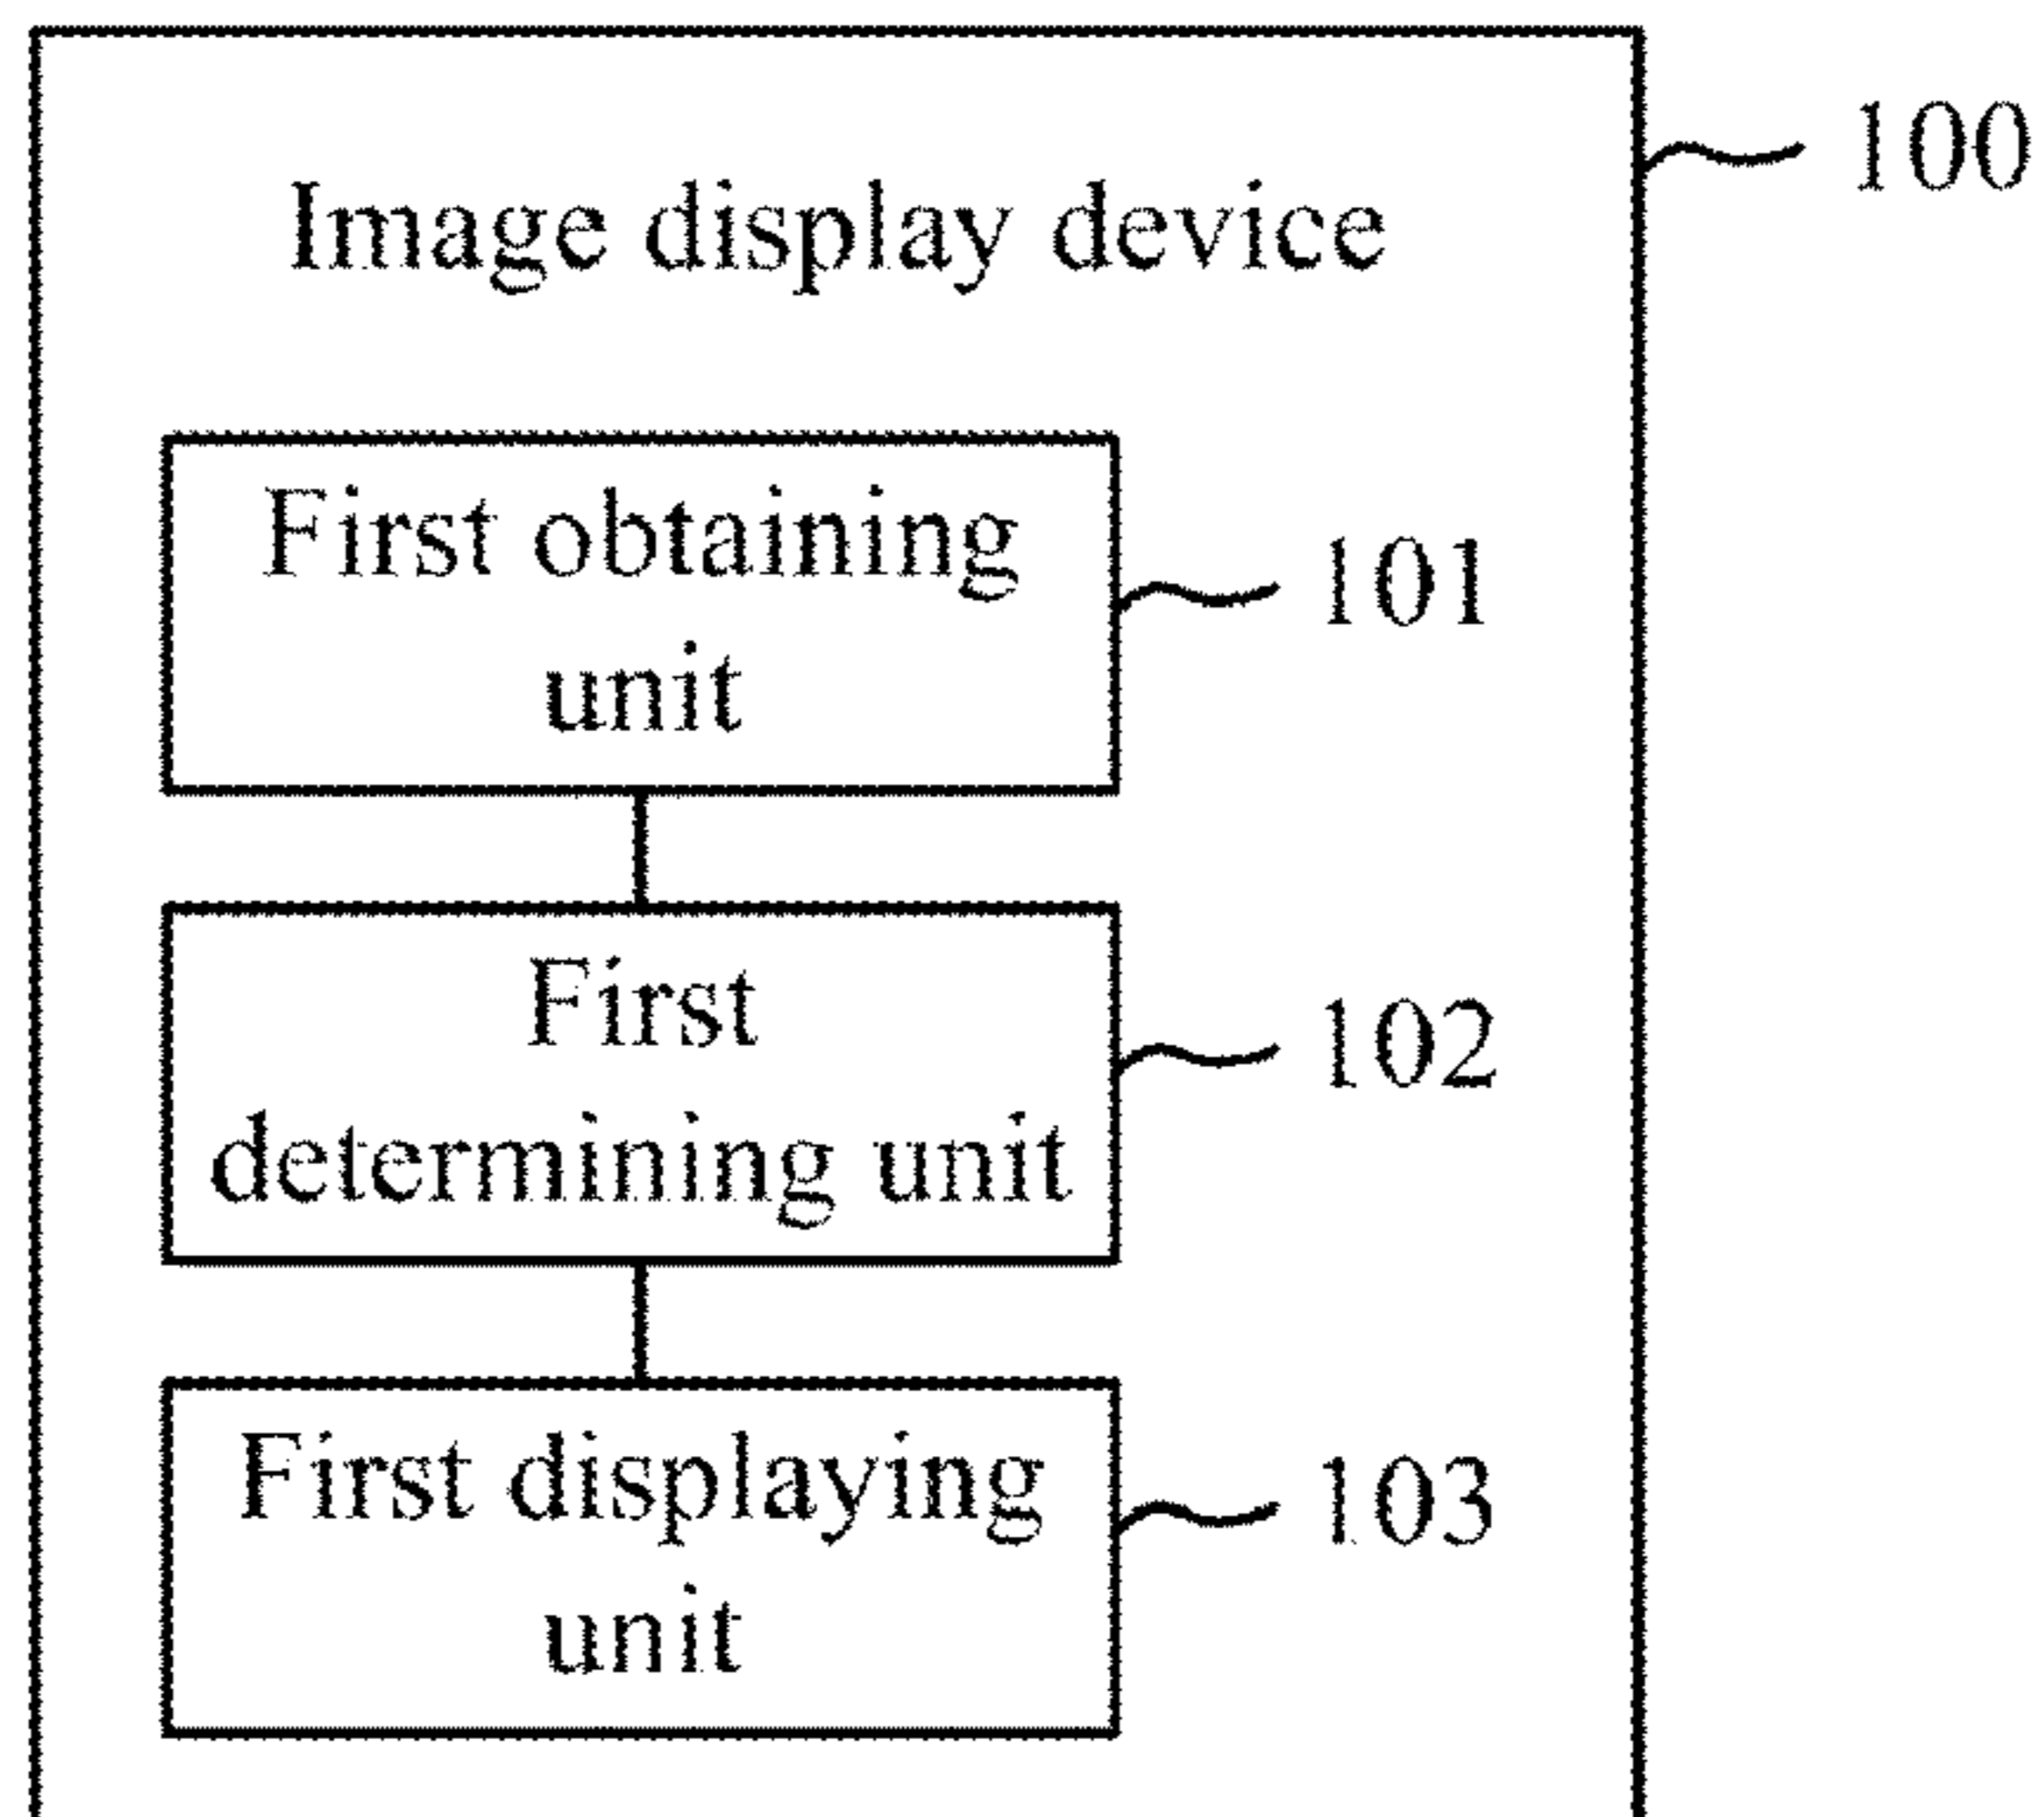 100
Image display device
First obtaining
unit
101
First
determining unit
102
First displaying
unit
103